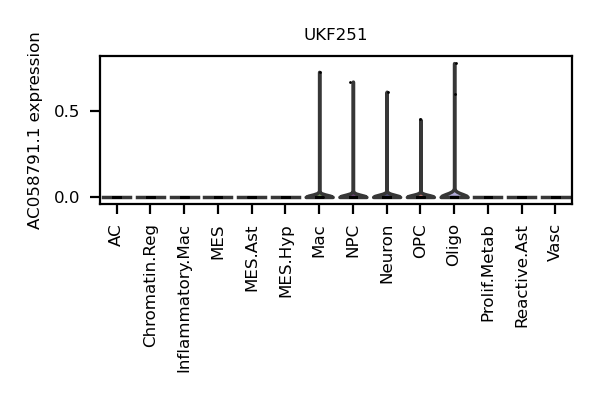 UKF251
AC058791.1 expression
0.5
0.0
AC
Chromatin.Reg
Inflammatory.Mac
MES
MES.Ast
MES.Hyp
Mac
NPC
Neuron
OPC
Oligo
Prolif.Metab
Reactive.Ast
Vasc